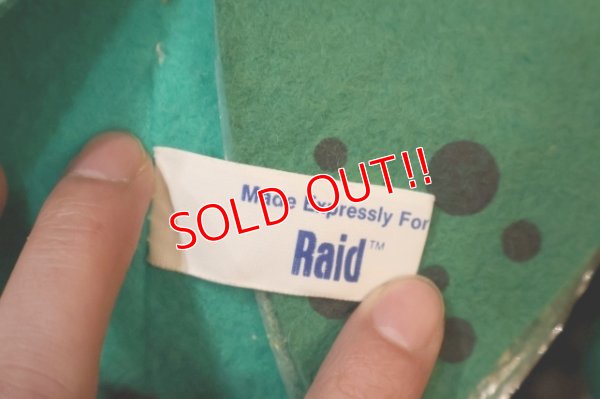 Made Expressly For
Raid™
SOLD OUT!!